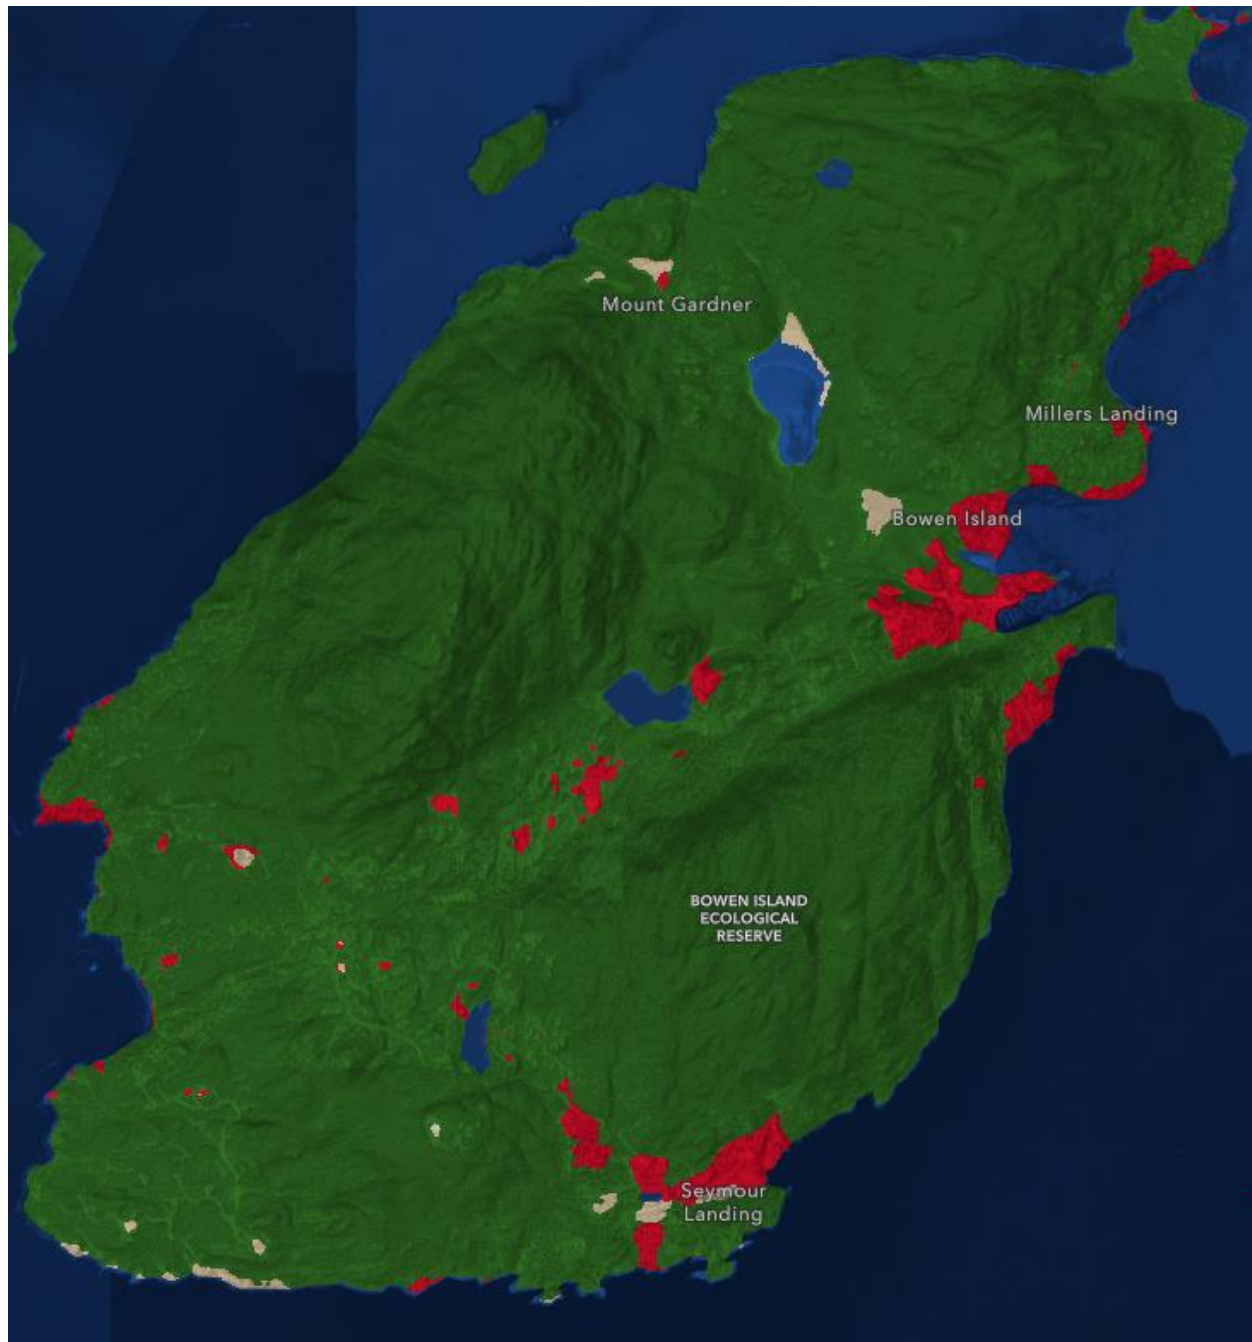 Mount Gardner
Millers Landing
Bowen Island
BOWEN ISLAND
ECOLOGICAL
RESERVE
Seymour
Landing